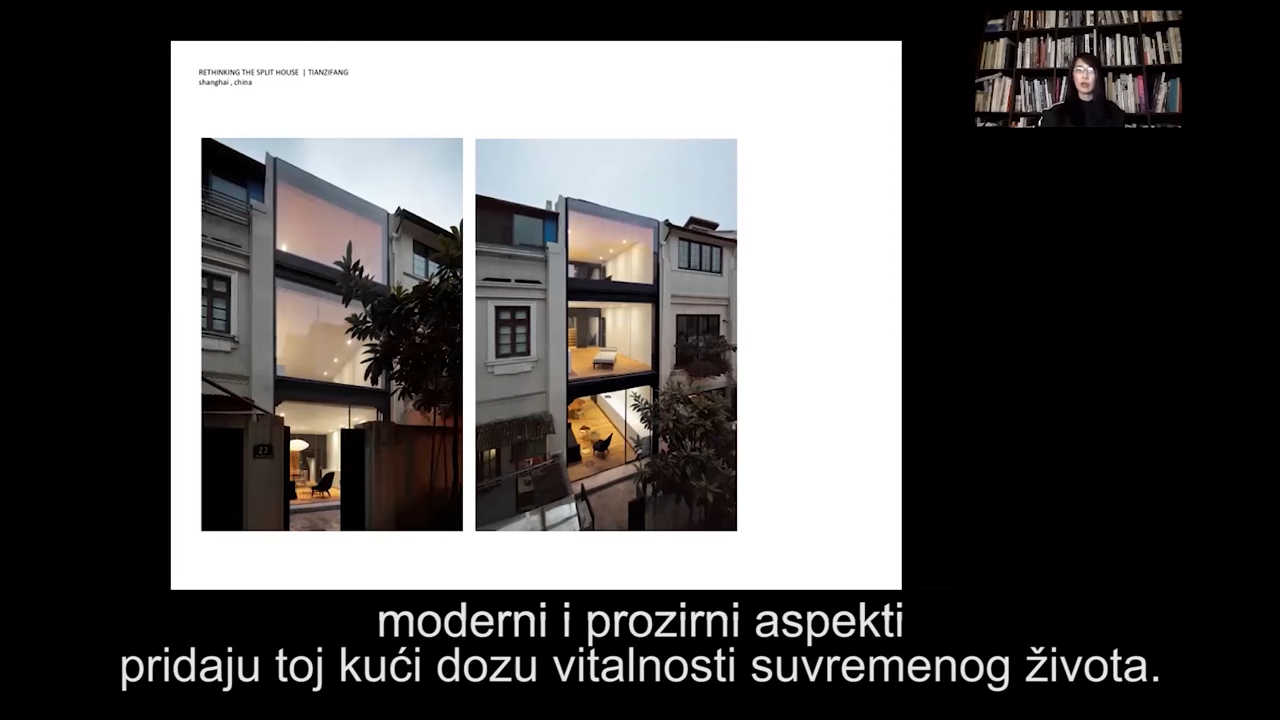 RETHINKING THE SPLIT HOUSE | TIANZIFANG
shanghai , china
27
moderni i prozirni aspekti
pridaju toj kući dozu vitalnosti suvremenog života.